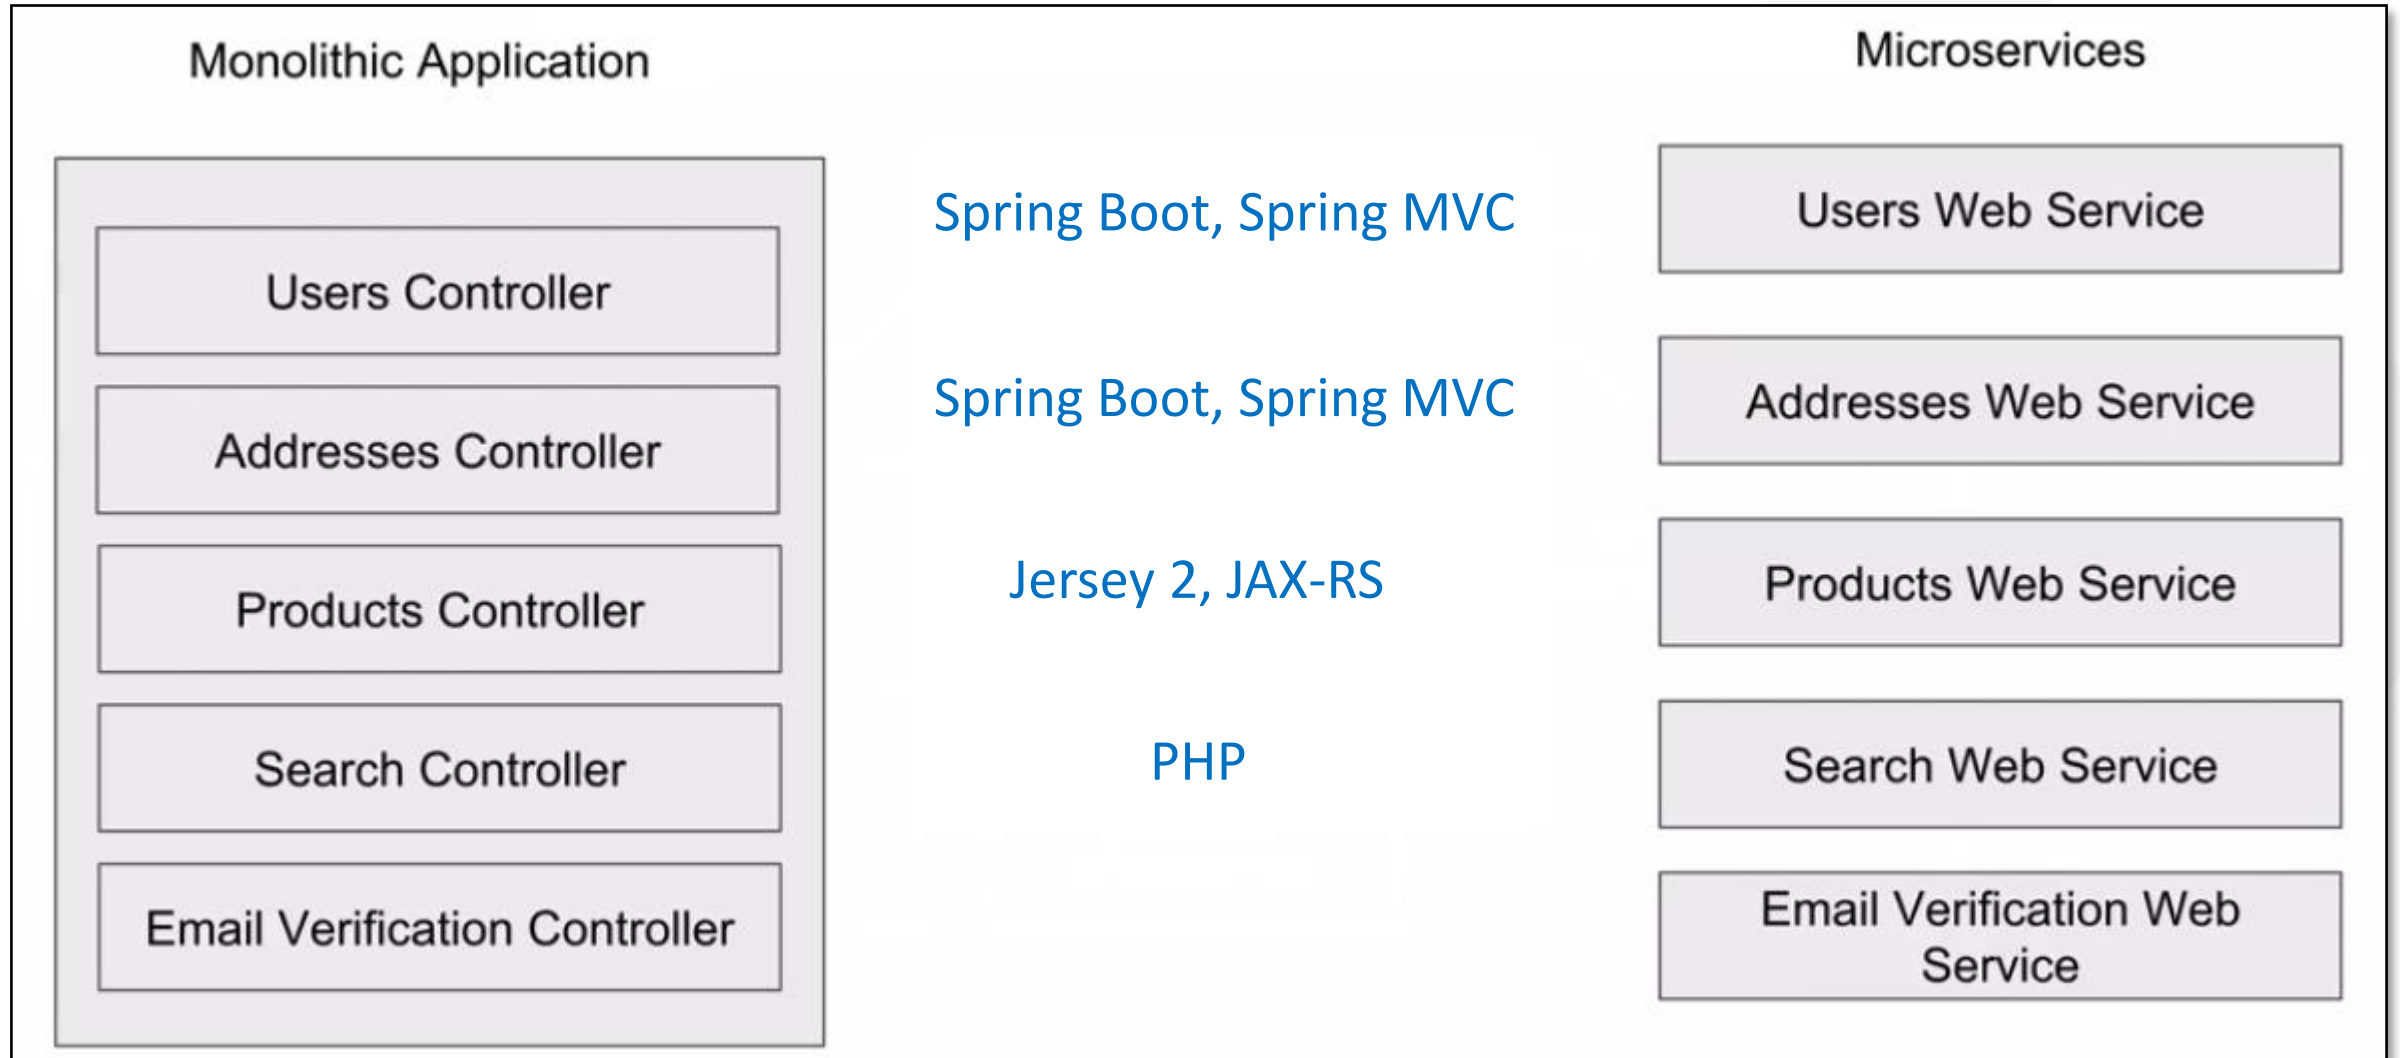 Monolithic Application
Users Controller
Addresses Controller
Products Controller
Search Controller
Email Verification Controller
Spring Boot, Spring MVC
Spring Boot, Spring MVC
Jersey 2, JAX-RS
PHP
Microservices
Users Web Service
Addresses Web Service
Products Web Service
Search Web Service
Email Verification Web
Service